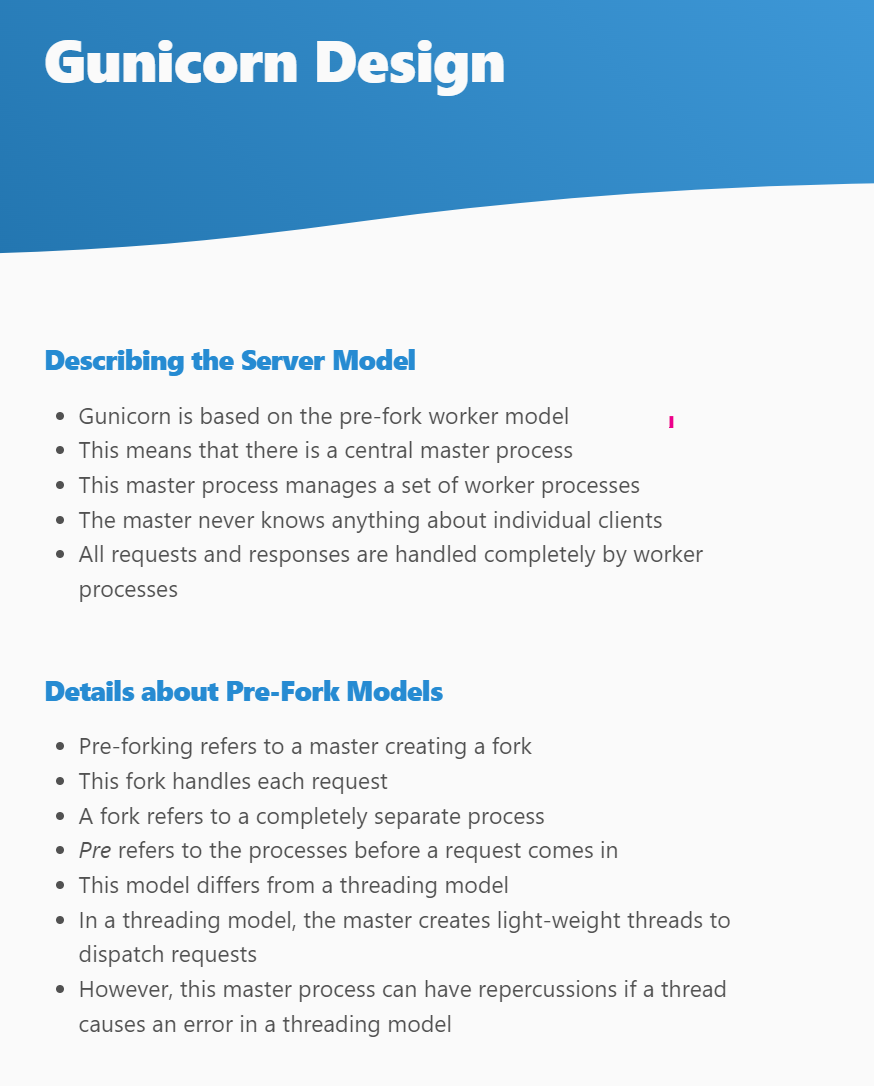 Gunicorn Design
Describing the Server Model
Gunicorn is based on the pre-fork worker model
This means that there is a central master process
This master process manages a set of worker processes
The master never knows anything about individual clients
All requests and responses are handled completely by worker
processes
Details about Pre-Fork Models
Pre-forking refers to a master creating a fork
This fork handles each request
A fork refers to a completely separate process
Pre refers to the processes before a request comes in
This model differs from a threading model
In a threading model, the master creates light-weight threads to
dispatch requests
However, this master process can have repercussions if a thread
causes an error in a threading model